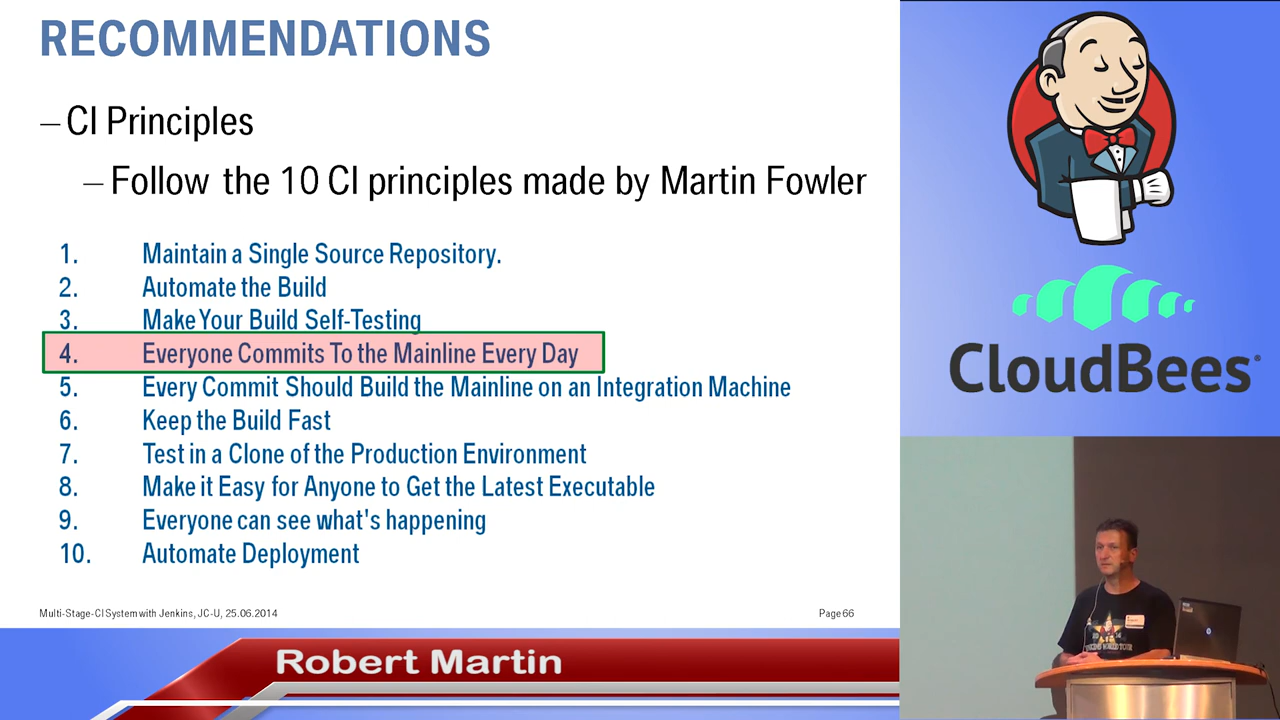 RECOMMENDATIONS
– CI Principles
– Follow the 10 CI principles made by Martin Fowler
1. Maintain a Single Source Repository.
2. Automate the Build
3. Make Your Build Self-Testing
4. Everyone Commits To the Mainline Every Day
5. Every Commit Should Build the Mainline on an Integration Machine
6. Keep the Build Fast
7. Test in a Clone of the Production Environment
8. Make it Easy for Anyone to Get the Latest Executable
9. Everyone can see what's happening
10. Automate Deployment
Multi-Stage-CI System with Jenkins, JC-U, 25.06.2014 Page 66
Robert Martin
CloudBees